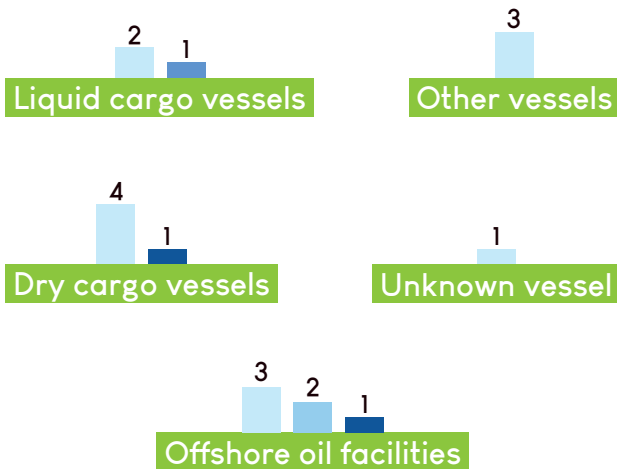 2 1
Liquid cargo vessels
3
Other vessels
4 1
Dry cargo vessels
1
Unknown vessel
3 2 1
Offshore oil facilities